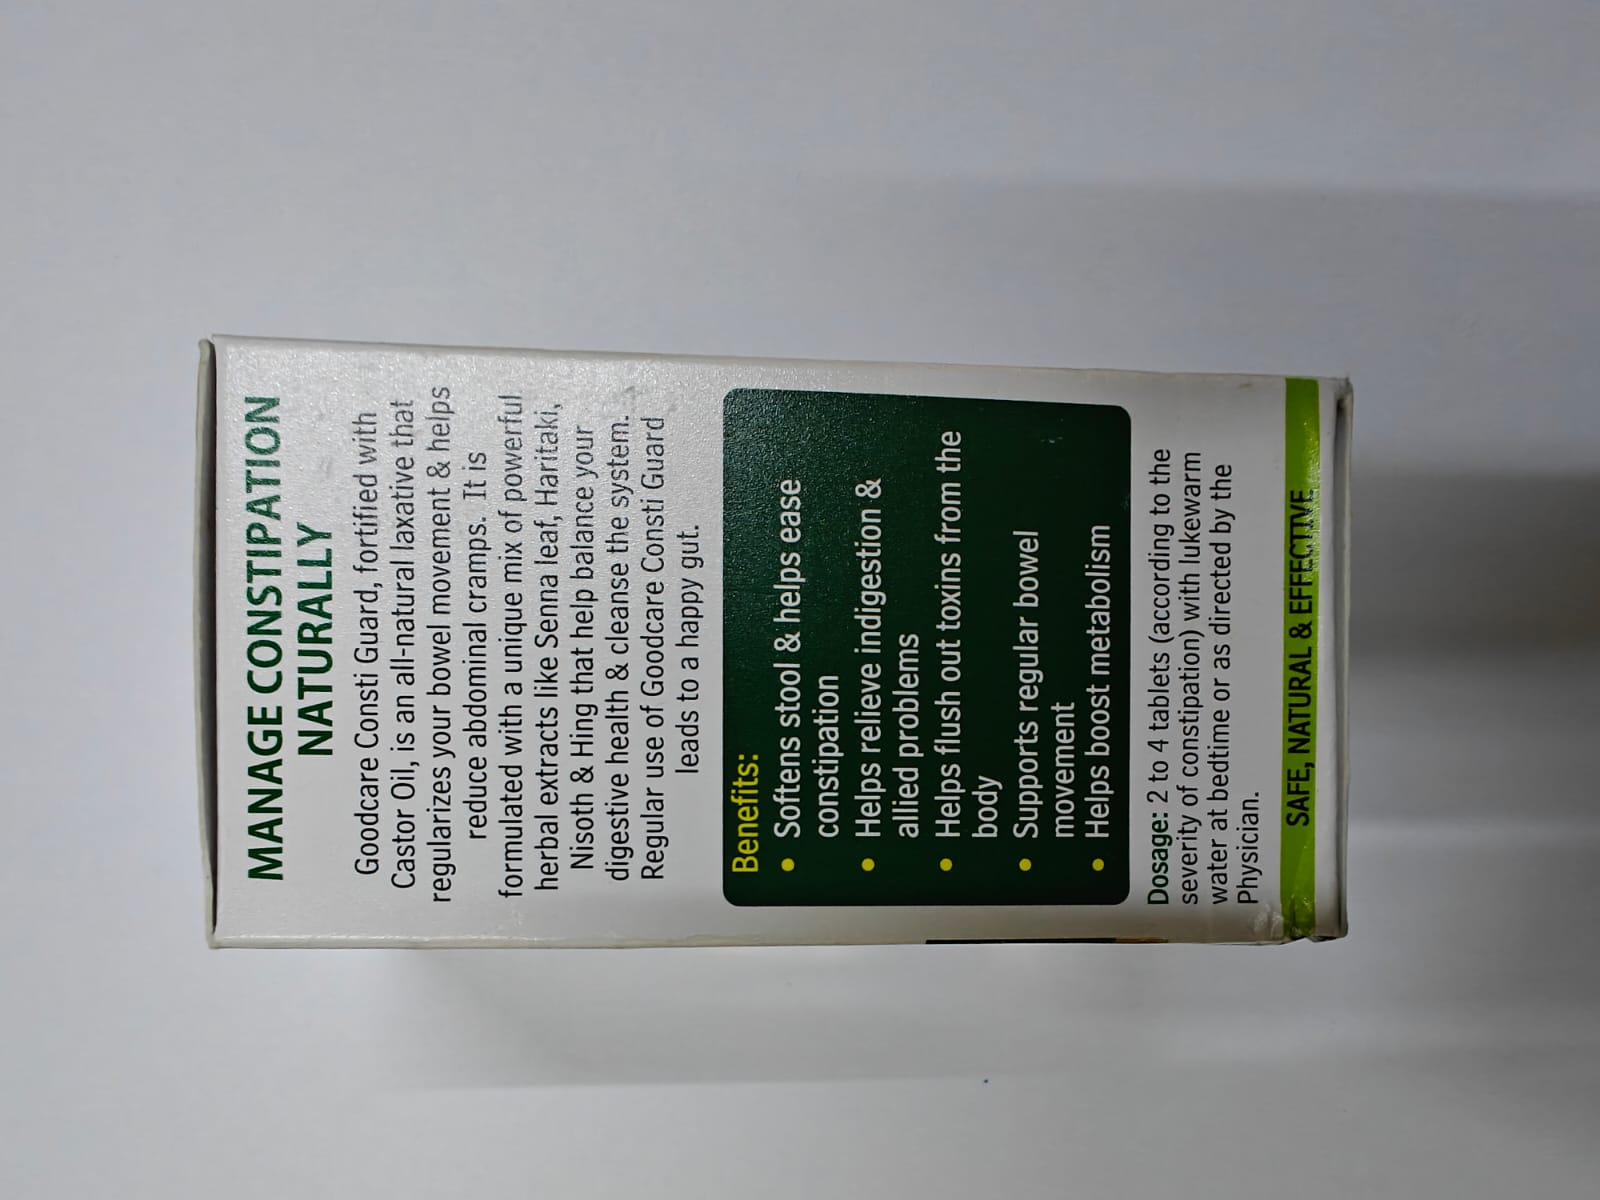 MANAGE CONSTIPATION
NATURALLY
Goodcare Consti Guard, fortified with
Castor Oil, is an all-natural laxative that
regularizes your bowel movement & helps
reduce abdominal cramps. It is
formulated with a unique mix of powerful
herbal extracts like Senna leaf, Haritaki,
Nisoth & Hing that help balance your
digestive health & cleanse the system.
Regular use of Goodcare Consti Guard
leads to a happy gut.
Benefits:
• Softens stool & helps ease
constipation
• Helps relieve indigestion &
allied problems
• Helps flush out toxins from the
body
• Supports regular bowel
movement
• Helps boost metabolism
Dosage: 2 to 4 tablets (according to the
severity of constipation) with lukewarm
water at bedtime or as directed by the
Physician.
SAFE, NATURAL & EFFECTIVE